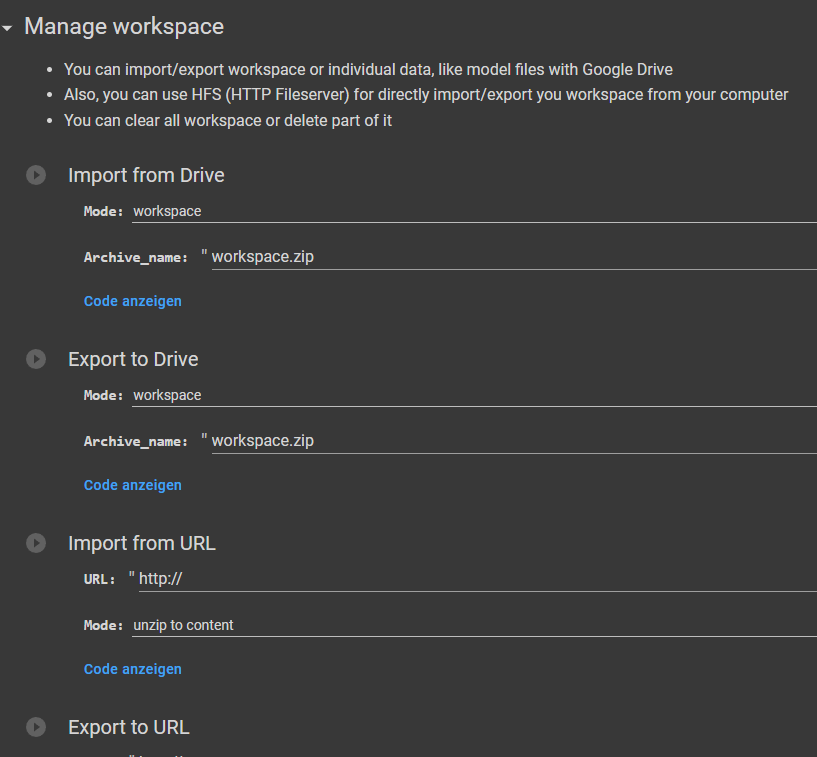 Manage workspace
• You can import/export workspace or individual data, like model files with Google Drive
• Also, you can use HFS (HTTP Fileserver) for directly import/export you workspace from your computer
• You can clear all workspace or delete part of it
Import from Drive
Mode: workspace
Archive_name: " workspace.zip
Code anzeigen
Export to Drive
Mode: workspace
Archive_name: " workspace.zip
Code anzeigen
Import from URL
URL: " http://
Mode: unzip to content
Code anzeigen
Export to URL